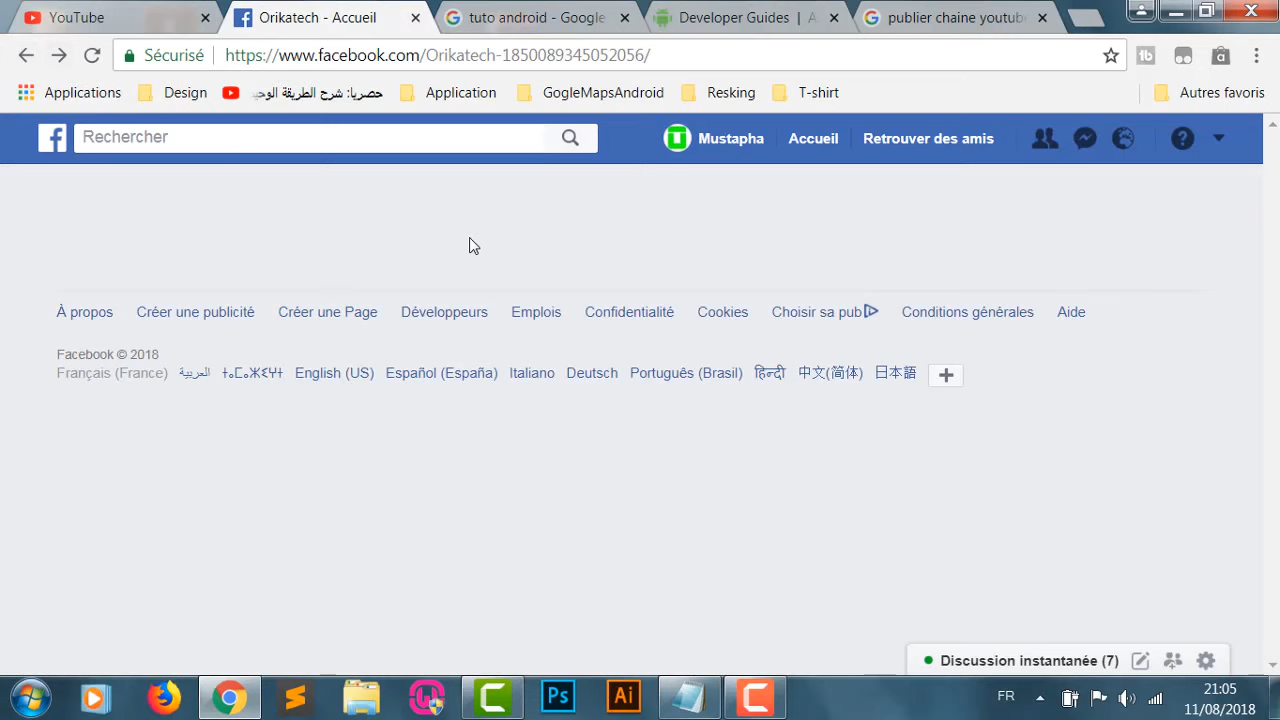 YouTube
Orikatech - Accueil
tuto android - Google
Developer Guides | A
publier chaine youtub
Sécurisé
https://www.facebook.com/Orikatech-1850089345052056/
Applications
Design
حصريا: شرح الطريقة
Application
GogleMapsAndroid
Resking
T-shirt
Autres favoris
Rechercher
Mustapha
Accueil
Retrouver des amis
À propos
Créer une publicité
Créer une Page
Développeurs
Emplois
Confidentialité
Cookies
Choisir sa pub
Conditions générales
Aide
Facebook © 2018
Français (France)
العربية
ⵜⴰⵎⴰⵣⵉⵖⵜ
English (US)
Español (España)
Italiano
Deutsch
Português (Brasil)
हिन्दी
中文(简体)
日本語
Discussion instantanée (7)
Ps
Ai
FR
21:05
11/08/2018